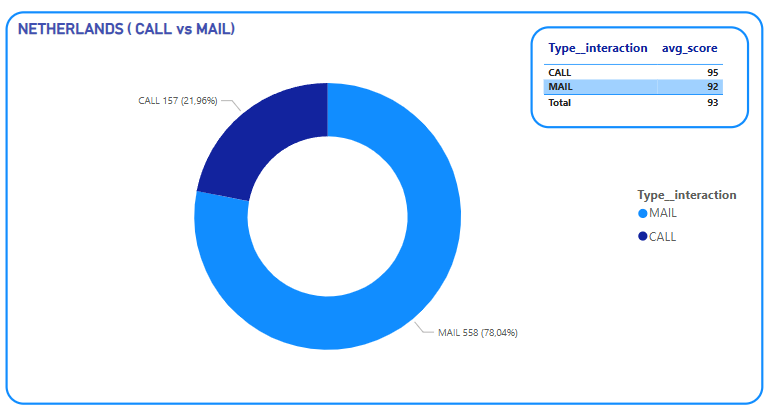 NETHERLANDS ( CALL vs MAIL)
Type__interaction avg_score
CALL 95
MAIL 92
Total 93
CALL 157 (21,96%)
Type__interaction
MAIL
CALL
MAIL 558 (78,04%)